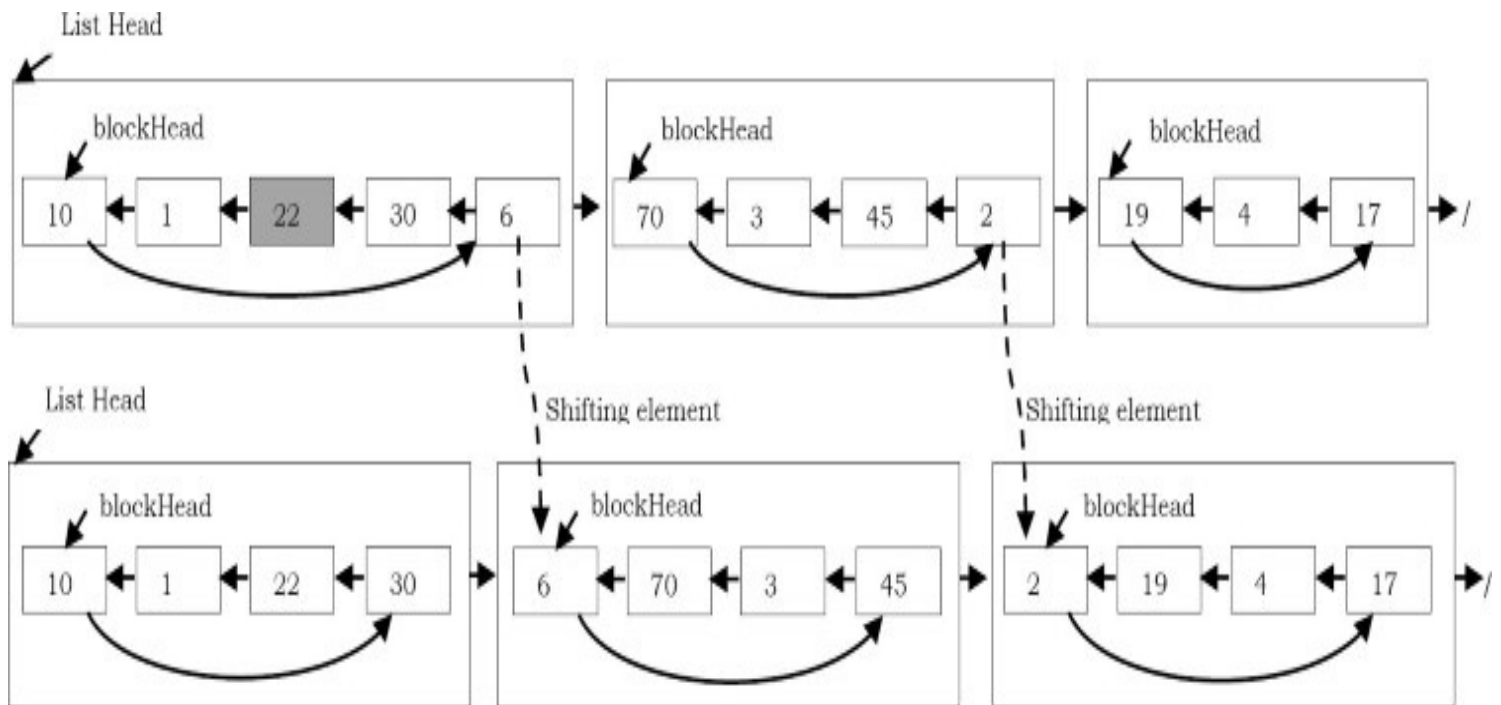 List Head
blockHead
blockHead
blockHead
10 1 22 30 6
70 3 45 2
19 4 17 /
List Head
Shifting element
Shifting element
blockHead
blockHead
blockHead
10 1 22 30
6 70 3 45
2 19 4 17 /